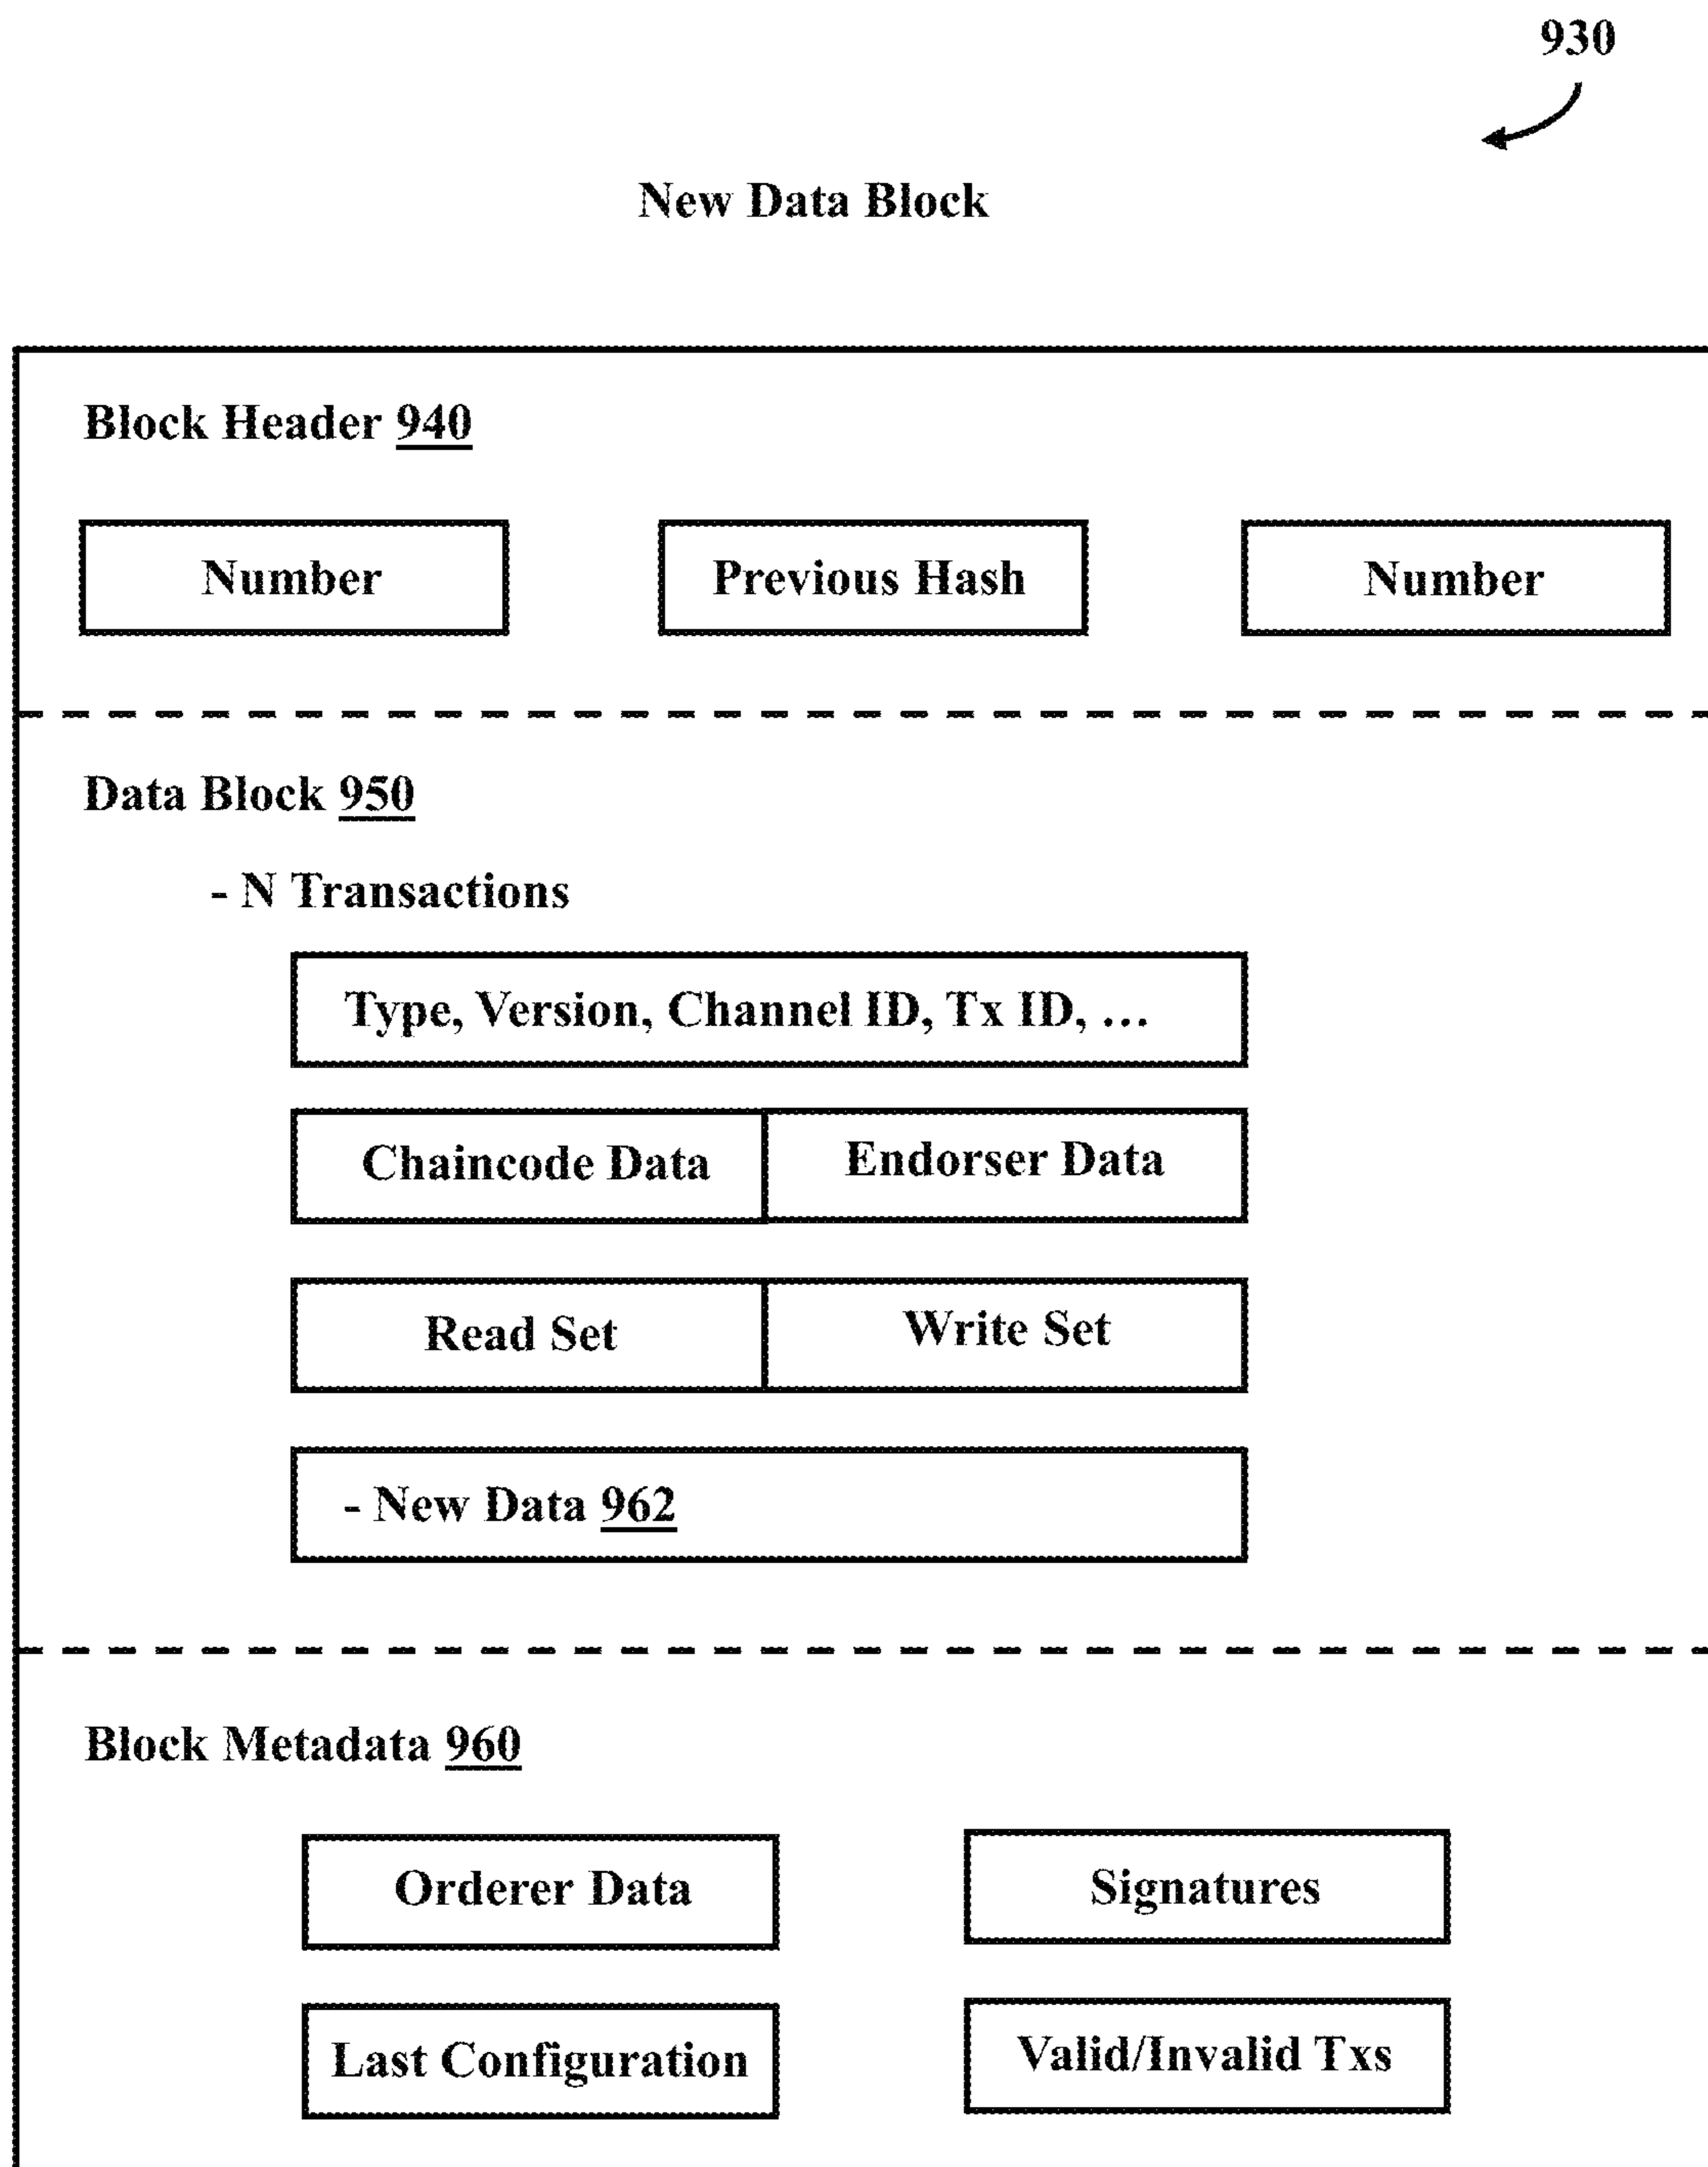 930
New Data Block
Block Header 940
Number
Previous Hash
Number
Data Block 950
- N Transactions
Type, Version, Channel ID, Tx ID, …
Chaincode Data
Endorser Data
Read Set
Write Set
- New Data 962
Block Metadata 960
Orderer Data
Signatures
Last Configuration
Valid/Invalid Txs